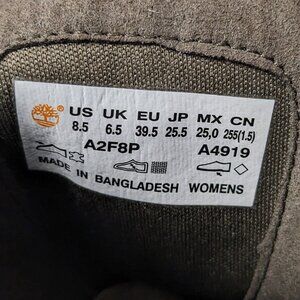 US UK EU JP MX CN
8.5 6.5 39.5 25.5 25,0 255(1.5)
A2F8P A4919
MADE IN BANGLADESH WOMENS